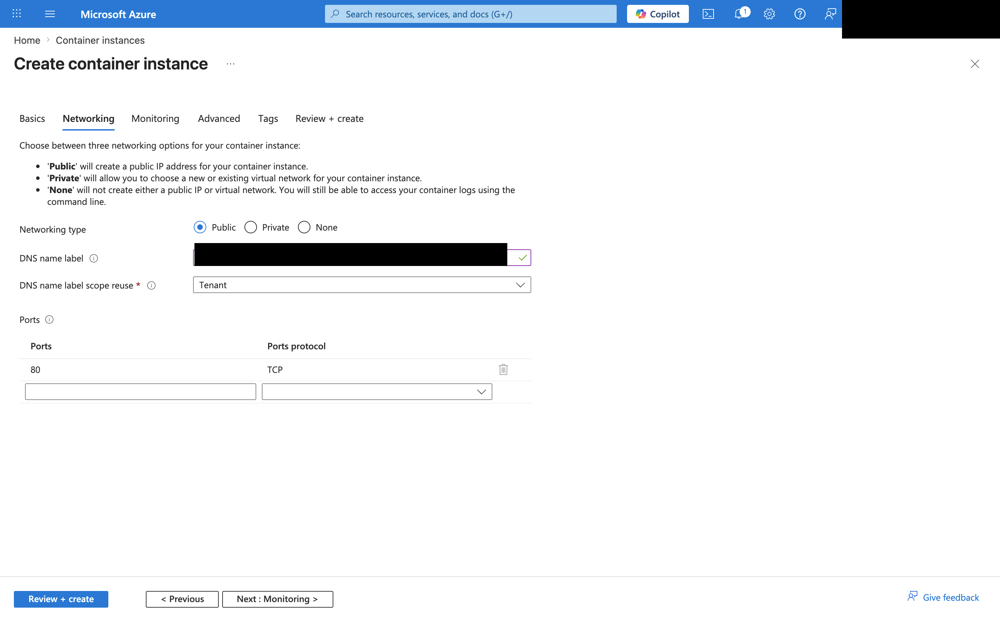 Microsoft Azure
Search resources, services, and docs (G+/)
Copilot
1
Home > Container instances
Create container instance ...
Basics Networking Monitoring Advanced Tags Review + create
Choose between three networking options for your container instance:
• 'Public' will create a public IP address for your container instance.
• 'Private' will allow you to choose a new or existing virtual network for your container instance.
• 'None' will not create either a public IP or virtual network. You will still be able to access your container logs using the
command line.
Networking type Public Private None
DNS name label
DNS name label scope reuse * Tenant
Ports
Ports Ports protocol
80 TCP
Review + create < Previous Next : Monitoring > Give feedback